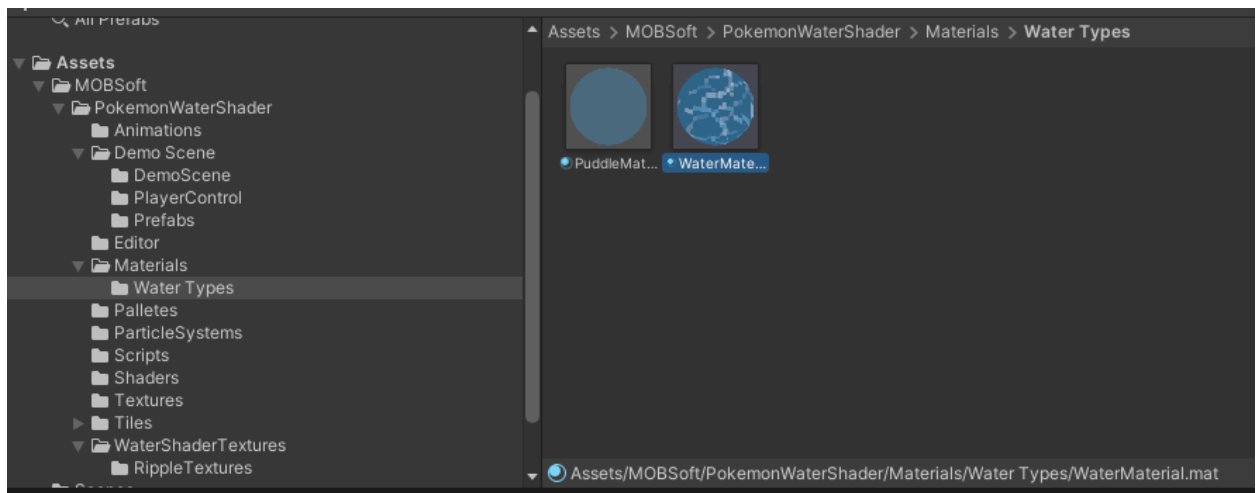 All Prefabs
Assets
MOBSoft
PokemonWaterShader
Animations
Demo Scene
DemoScene
PlayerControl
Prefabs
Editor
Materials
Water Types
Palletes
ParticleSystems
Scripts
Shaders
Textures
Tiles
WaterShaderTextures
RippleTextures
Assets > MOBSoft > PokemonWaterShader > Materials > Water Types
PuddleMat... WaterMate...
Assets/MOBSoft/PokemonWaterShader/Materials/Water Types/WaterMaterial.mat